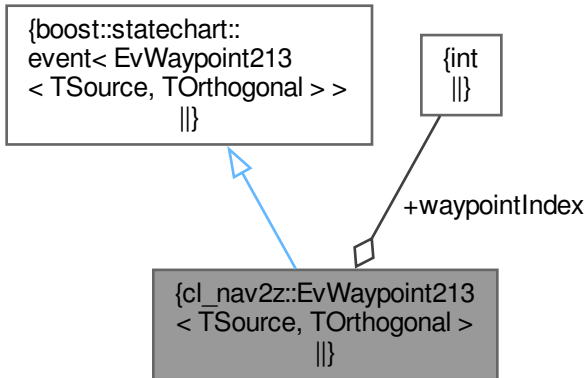 {boost::statechart::
event< EvWaypoint213
< TSource, TOrthogonal > >
||}
{int
||}
+waypointIndex
{cl_nav2z::EvWaypoint213
< TSource, TOrthogonal >
||}